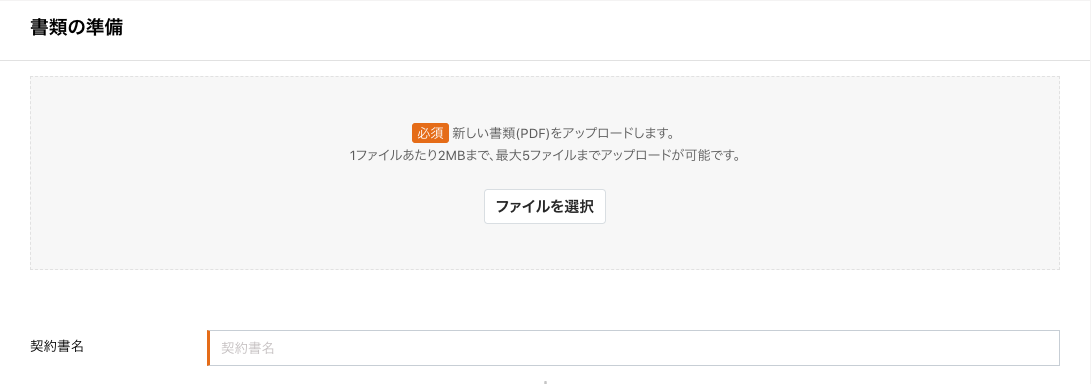 書類の準備
必須 新しい書類(PDF)をアップロードします。
1ファイルあたり2MBまで、最大5ファイルまでアップロードが可能です。
ファイルを選択
契約書名 契約書名